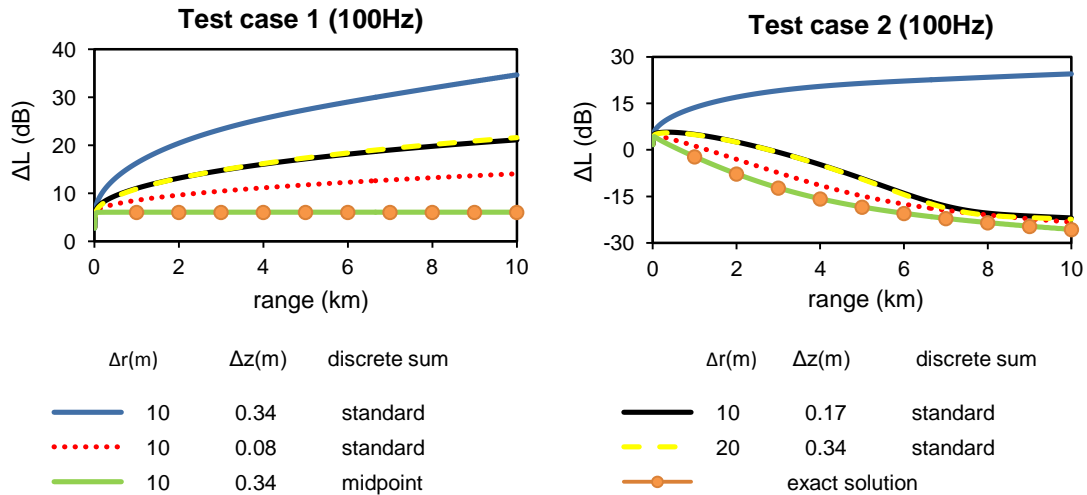 Test case 1 (100Hz)
40
30
20
10
0
ΔL (dB)
0 2 4 6 8 10
range (km)
Test case 2 (100Hz)
30
15
0
-15
-30
ΔL (dB)
0 2 4 6 8 10
range (km)
Δr(m) Δz(m) discrete sum
10 0.34 standard
10 0.08 standard
10 0.34 midpoint
Δr(m) Δz(m) discrete sum
10 0.17 standard
20 0.34 standard
exact solution